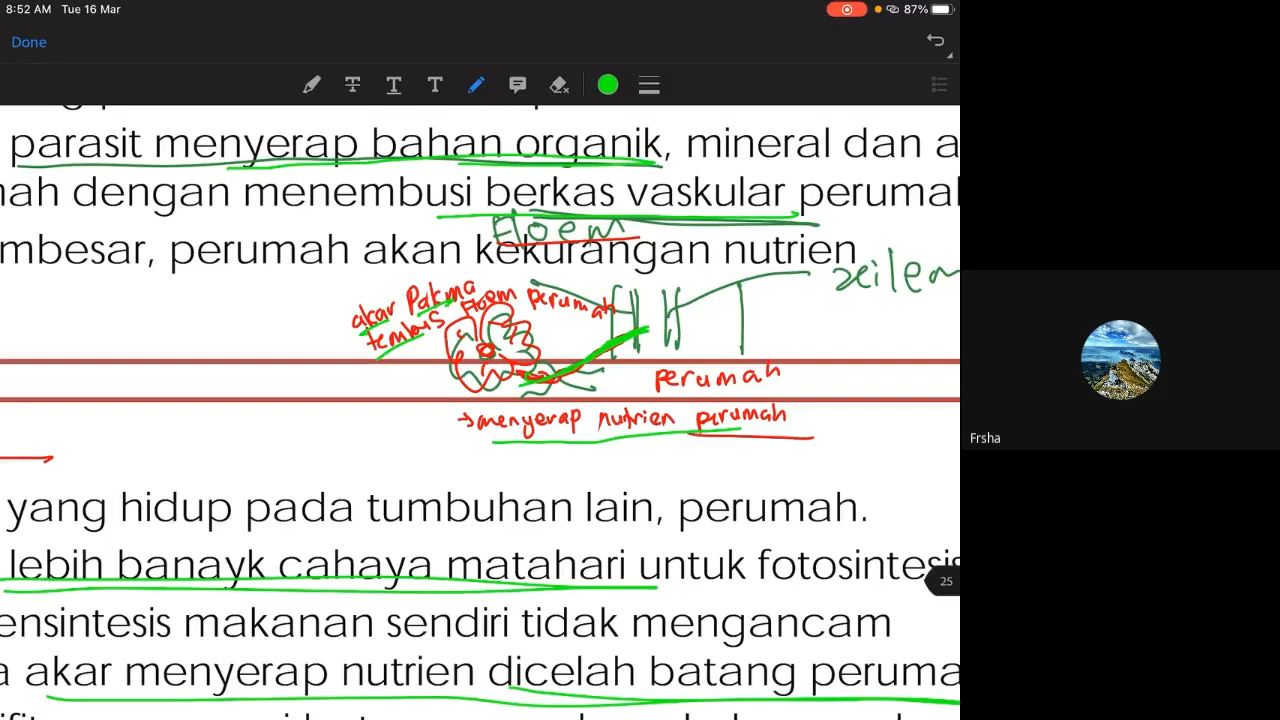 8:52 AM Tue 16 Mar 87%
Done
T T T
parasit menyerap bahan organik, mineral dan a
nah dengan menembusi berkas vaskular perumah
Floem
mbesar, perumah akan kekurangan nutrien
xeilem
akar Pakma
tembus
Floem perumah
perumah
→menyerap nutrien perumah
yang hidup pada tumbuhan lain, perumah.
Frsha
lebih banayk cahaya matahari untuk fotosintesis
25
ensintesis makanan sendiri tidak mengancam
a akar menyerap nutrien dicelah batang peruma